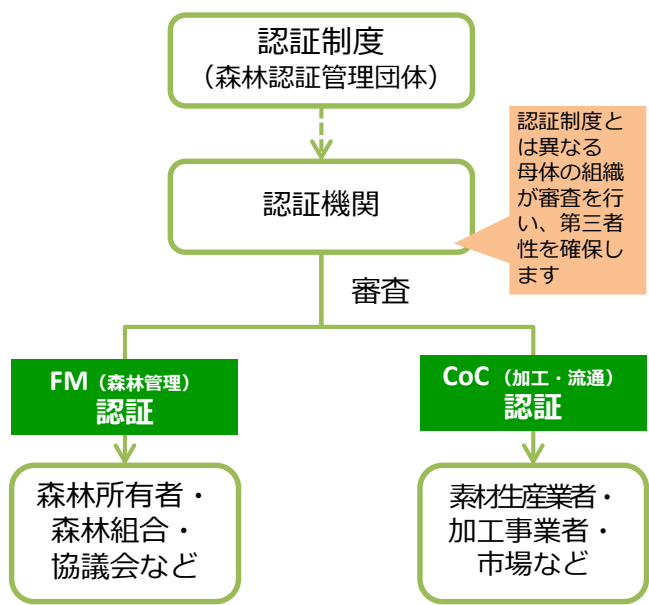 認証制度
（森林認証管理団体）
認証機関
認証制度と
は異なる
母体の組織
が審査を行
い、第三者
性を確保し
ます
審査
FM（森林管理）
認証
CoC（加工・流通）
認証
森林所有者・
森林組合・
協議会など
素材生産業者・
加工事業者・
市場など